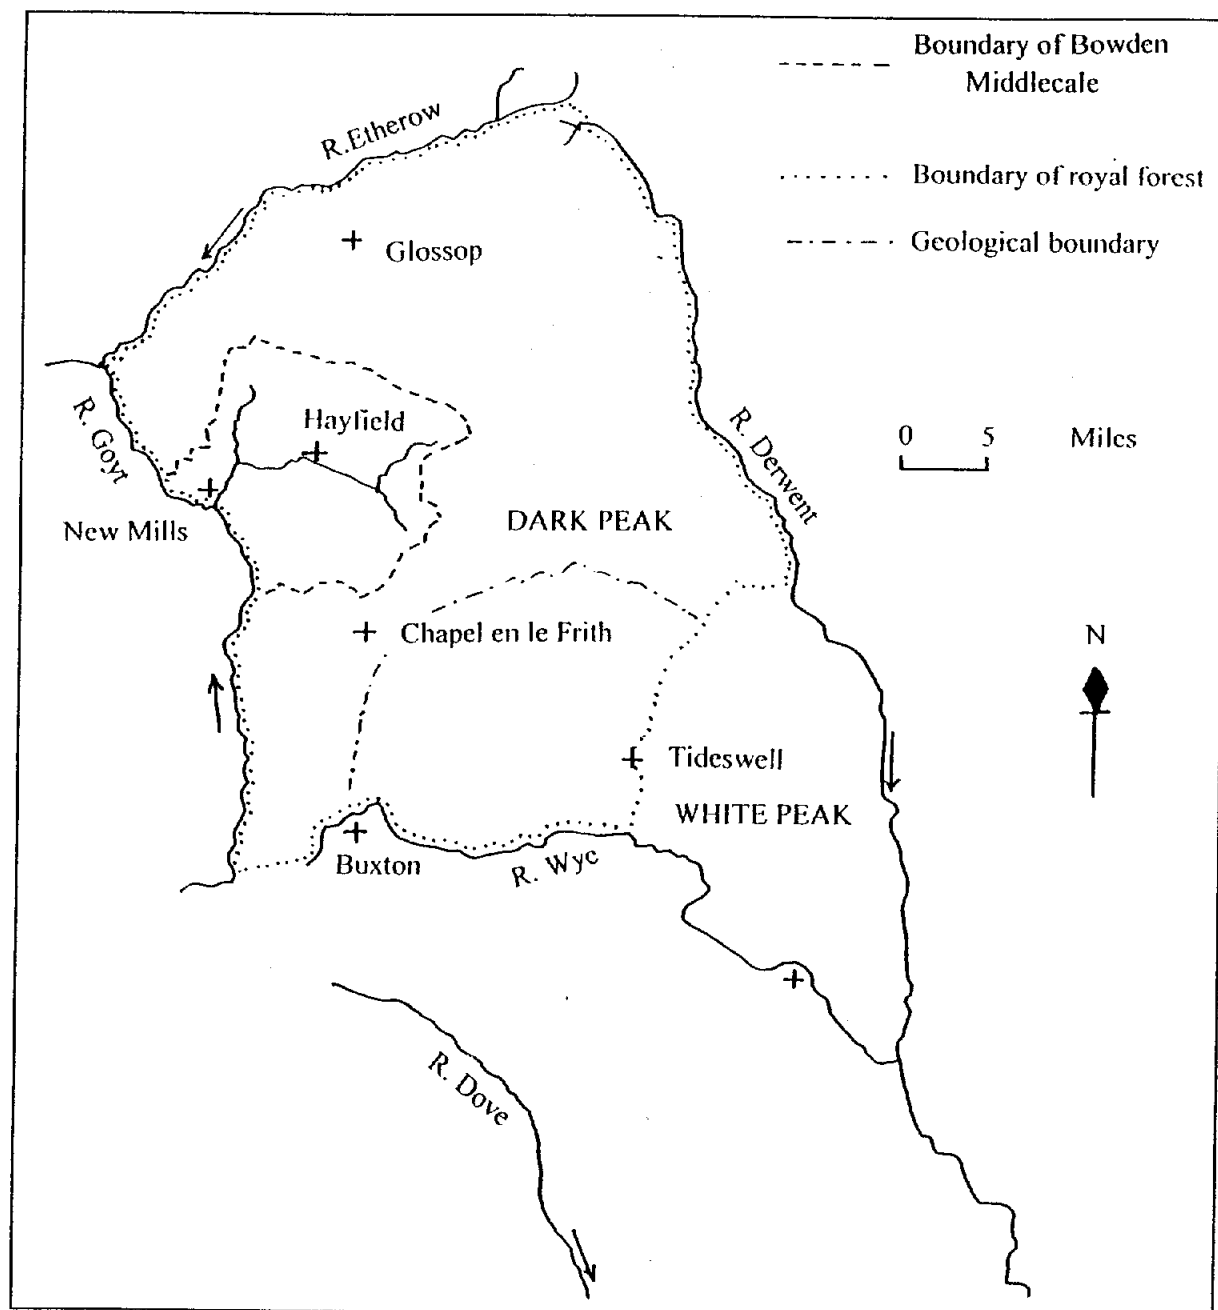 Boundary of Bowden
Middlecale
R.Etherow
Boundary of royal forest
Geological boundary
Glossop
R. Goyt
Hayfield
R. Derwent
0 5 Miles
New Mills
DARK PEAK
Chapel en le Frith
N
Tideswell
WHITE PEAK
Buxton
R. Wye
R. Dove